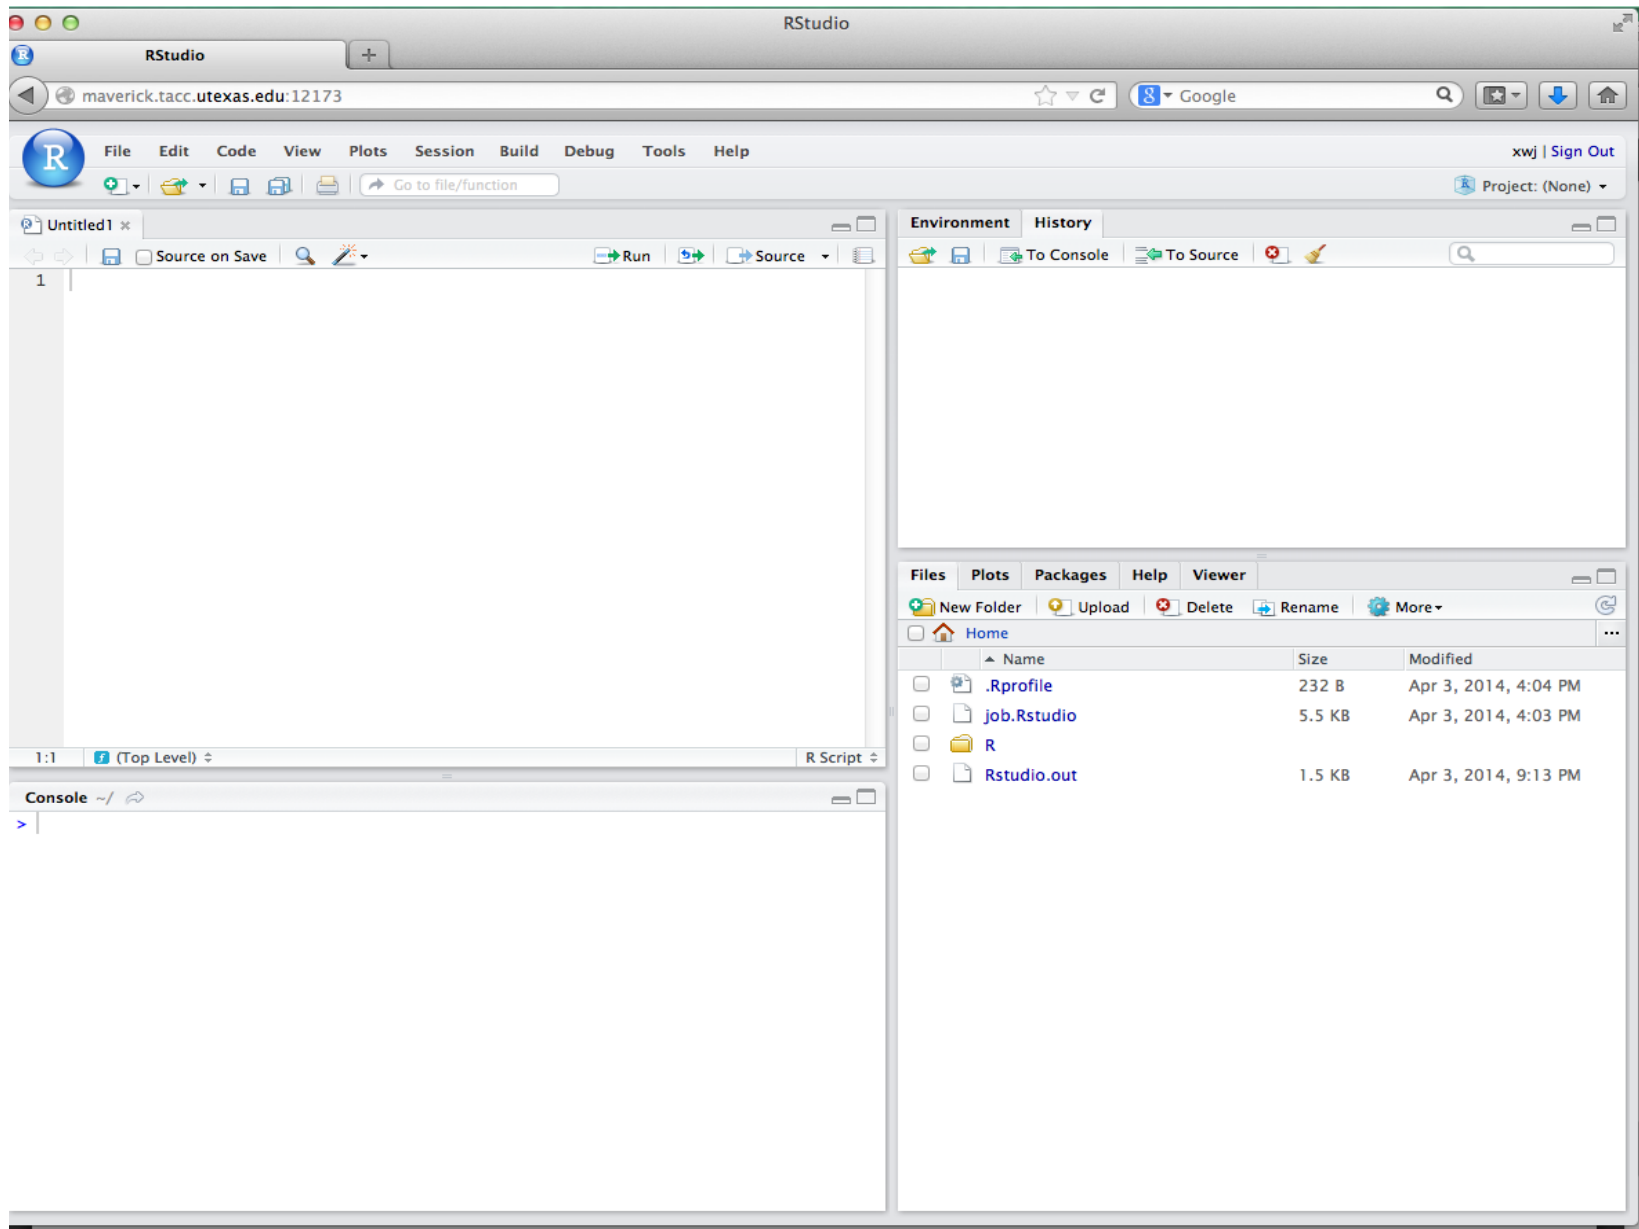 RStudio
RStudio
maverick.tacc.utexas.edu:12173
Google
File Edit Code View Plots Session Build Debug Tools Help
xwj | Sign Out
Go to file/function
Project: (None)
Untitled1
Source on Save
Run
Source
1
1:1 (Top Level)
R Script
Console ~/
>
Environment History
To Console To Source
Files Plots Packages Help Viewer
New Folder Upload Delete Rename More
Home
...
Name Size Modified
.Rprofile 232 B Apr 3, 2014, 4:04 PM
job.Rstudio 5.5 KB Apr 3, 2014, 4:03 PM
R
Rstudio.out 1.5 KB Apr 3, 2014, 9:13 PM